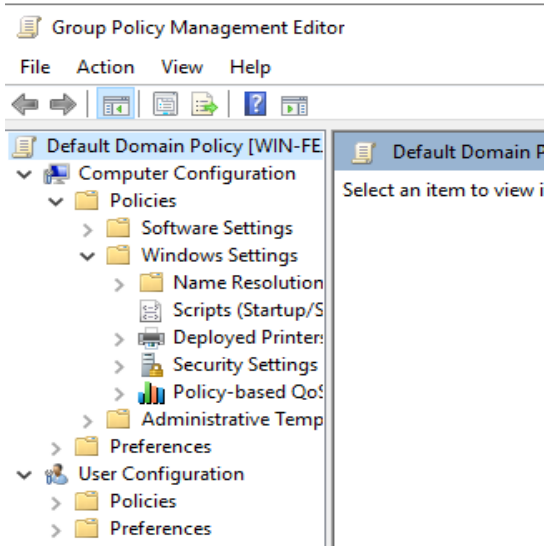 Group Policy Management Editor
File Action View Help
Default Domain Policy [WIN-FE
Default Domain P
Computer Configuration
Select an item to view i
Policies
Software Settings
Windows Settings
Name Resolution
Scripts (Startup/S
Deployed Printer
Security Settings
Policy-based QoS
Administrative Temp
Preferences
User Configuration
Policies
Preferences